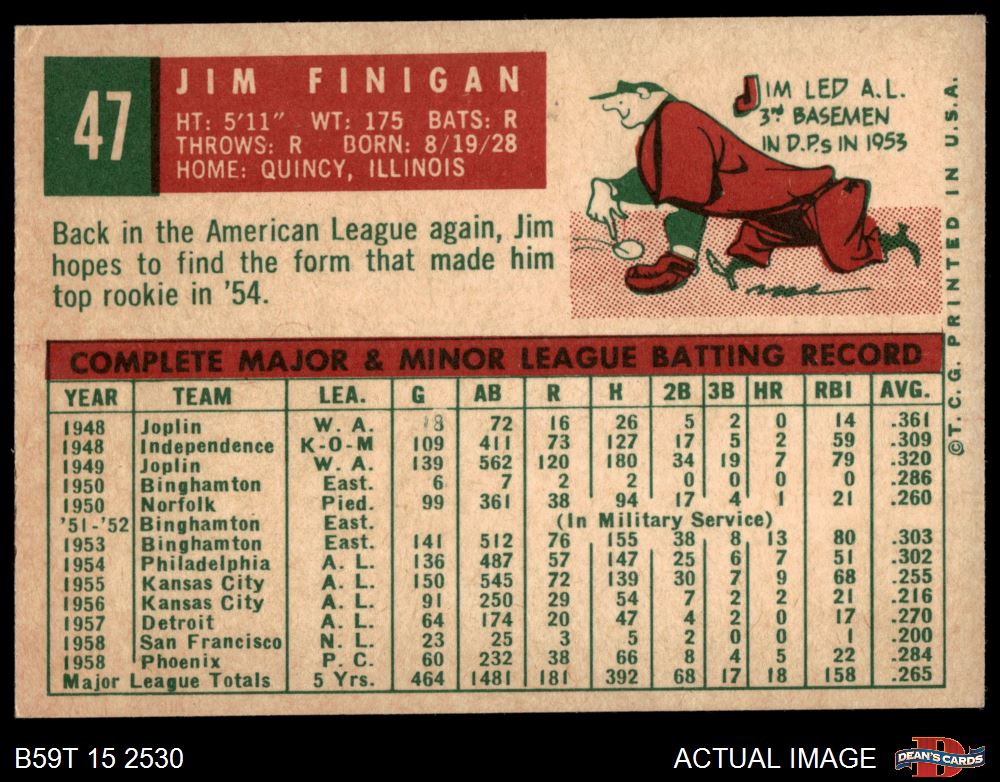 47
JIM FINIGAN
HT: 5'11" WT: 175 BATS: R
THROWS: R BORN: 8/19/28
HOME: QUINCY, ILLINOIS
JIM LED A.L.
3rd BASEMEN
IN D.P.s IN 1953
Back in the American League again, Jim
hopes to find the form that made him
top rookie in '54.
COMPLETE MAJOR & MINOR LEAGUE BATTING RECORD
YEAR TEAM LEA. G AB R H 2B 3B HR RBI AVG.
1948 Joplin W. A. 18 72 16 26 5 2 0 14 .361
1948 Independence K-O-M 109 411 73 127 17 5 2 59 .309
1949 Joplin W. A. 139 562 120 180 34 19 7 79 .320
1950 Binghamton East. 6 7 2 2 0 0 0 0 .286
1950 Norfolk Pied. 99 361 38 94 17 4 1 21 .260
'51-'52 Binghamton East. (In Military Service)
1953 Binghamton East. 141 512 76 155 38 8 13 80 .303
1954 Philadelphia A. L. 136 487 57 147 25 6 7 51 .302
1955 Kansas City A. L. 150 545 72 139 30 7 9 68 .255
1956 Kansas City A. L. 91 250 29 54 7 2 2 21 .216
1957 Detroit A. L. 64 174 20 47 4 2 0 17 .270
1958 San Francisco N. L. 23 25 3 5 2 0 0 1 .200
1958 Phoenix P. C. 60 232 38 66 8 4 5 22 .284
Major League Totals 5 Yrs. 464 1481 181 392 68 17 18 158 .265
©T. C. G. PRINTED IN U.S.A.
B59T 15 2530
ACTUAL IMAGE
D
DEAN'S CARDS